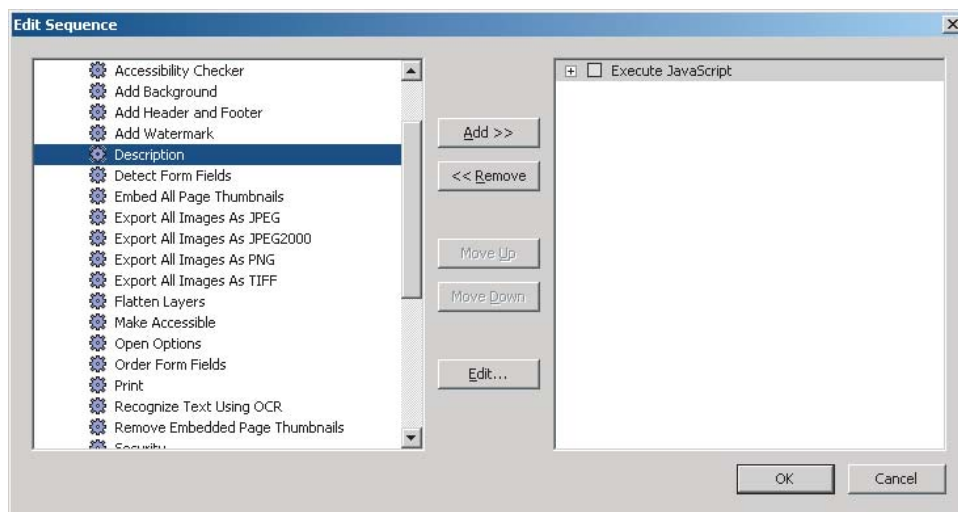 Edit Sequence
Accessibility Checker
Add Background
Add Header and Footer
Add Watermark
Description
Detect Form Fields
Embed All Page Thumbnails
Export All Images As JPEG
Export All Images As JPEG2000
Export All Images As PNG
Export All Images As TIFF
Flatten Layers
Make Accessible
Open Options
Order Form Fields
Print
Recognize Text Using OCR
Remove Embedded Page Thumbnails
Security
Add >>
<< Remove
Move Up
Move Down
Edit...
Execute JavaScript
OK
Cancel